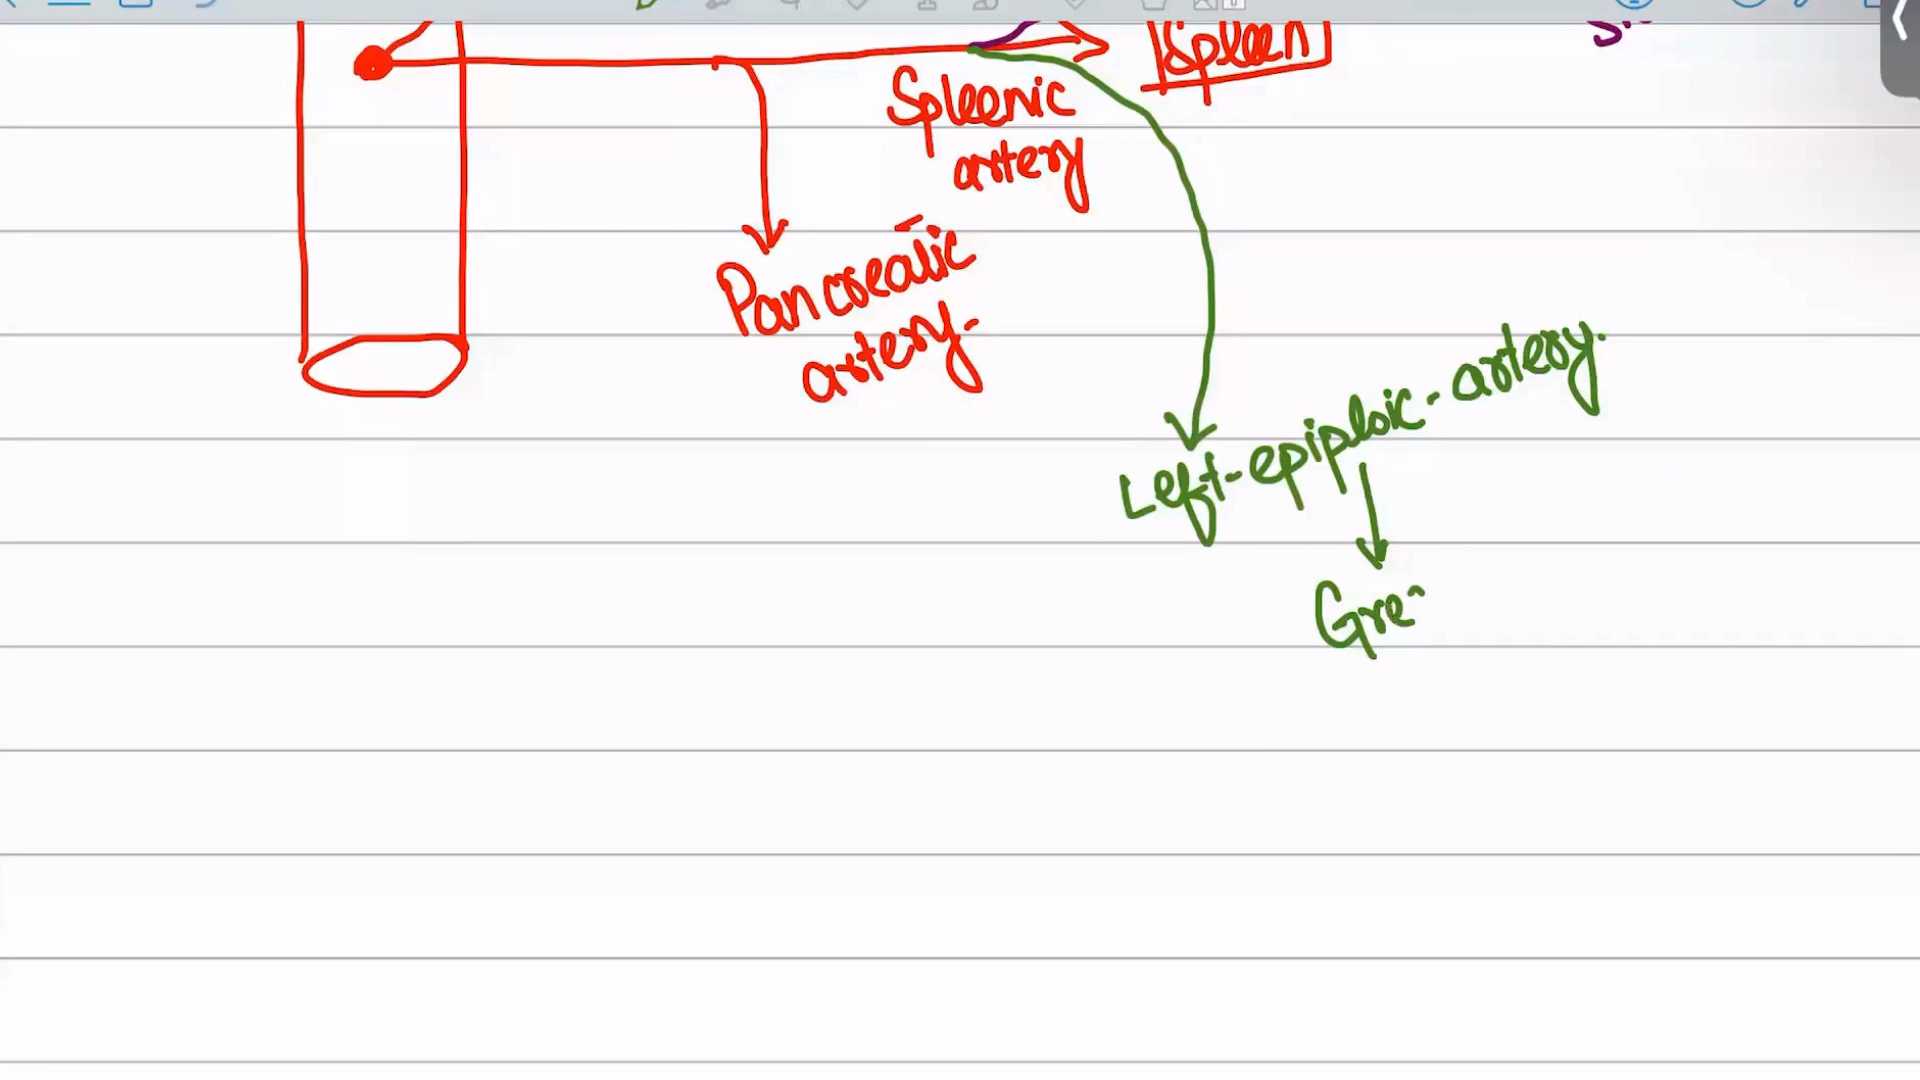 Spleen
Spleenic
artery
Pancreatic
artery.
Left-epiploic-artery.
Gre